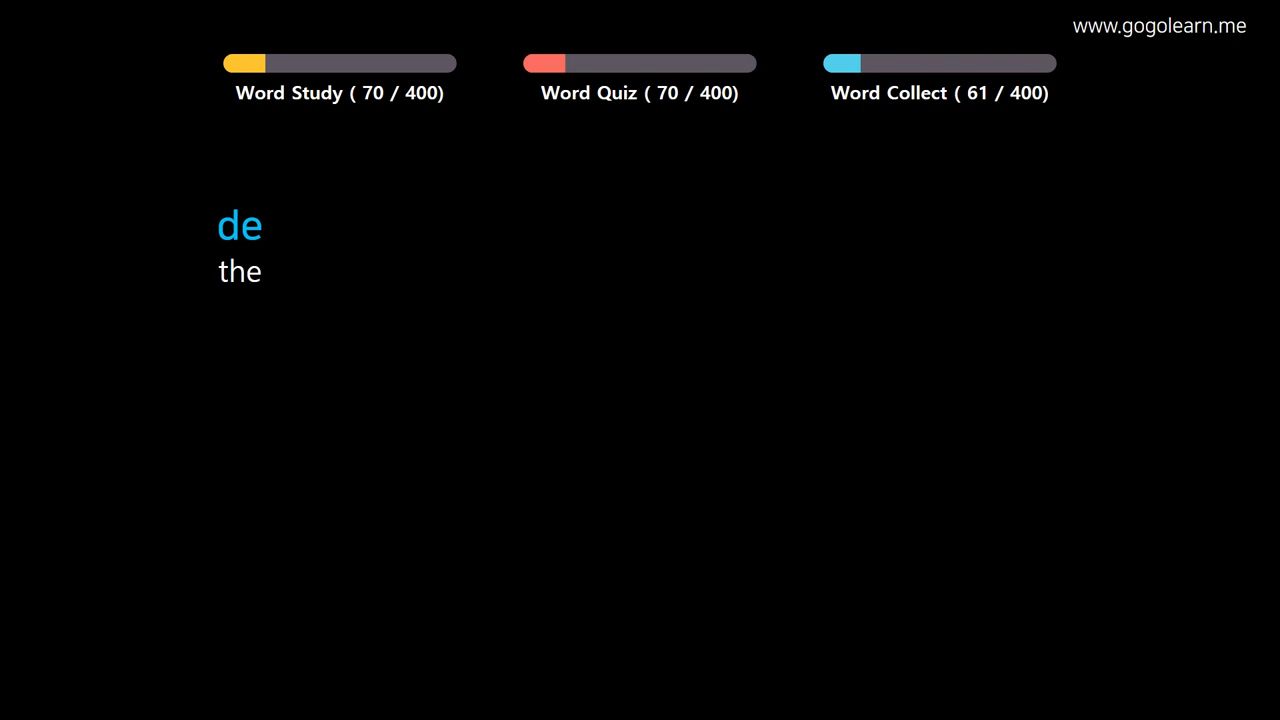 www.gogolearn.me
Word Study ( 70 / 400)
Word Quiz ( 70 / 400)
Word Collect ( 61 / 400)
de
the